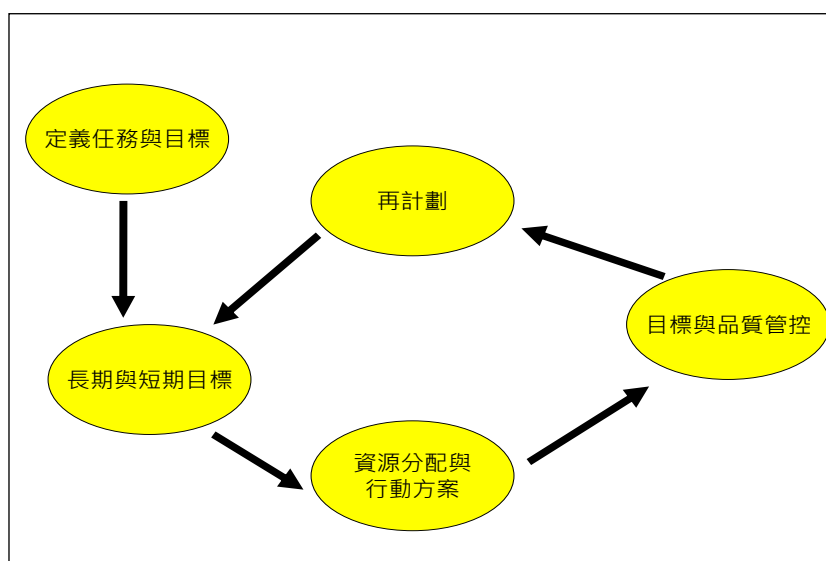 定義任務與目標
再計劃
目標與品質管控
長期與短期目標
資源分配與
行動方案